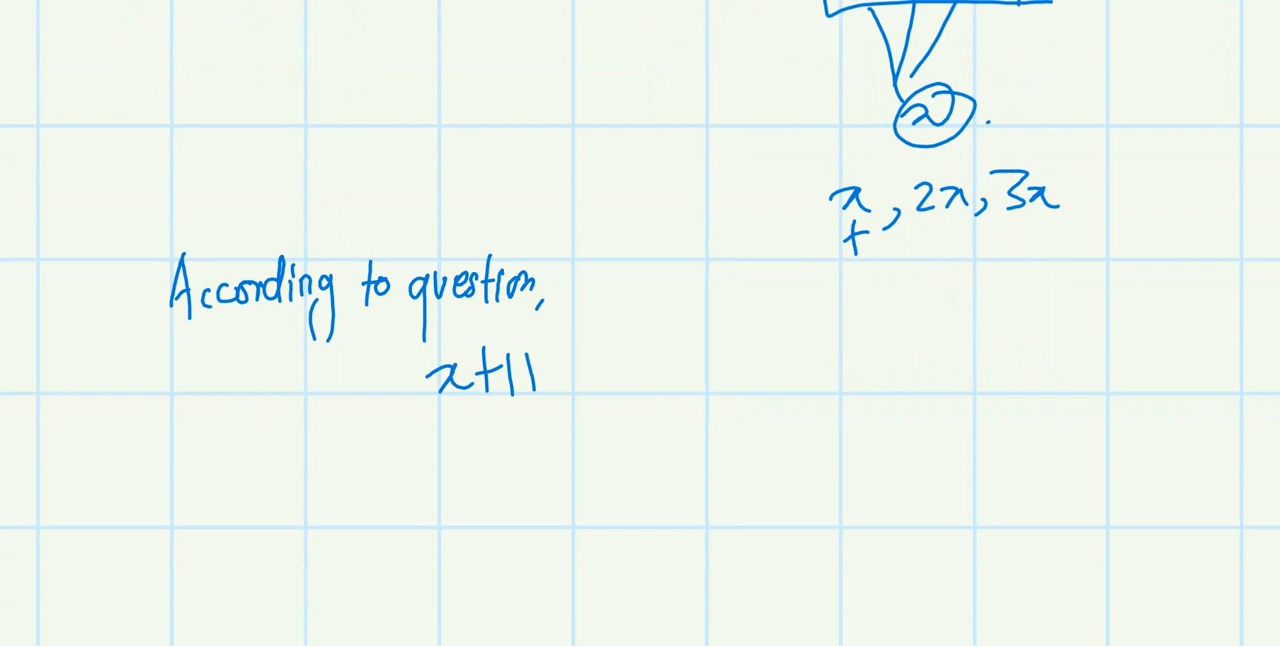 x
x, 2x, 3x
+
According to question,
x+11